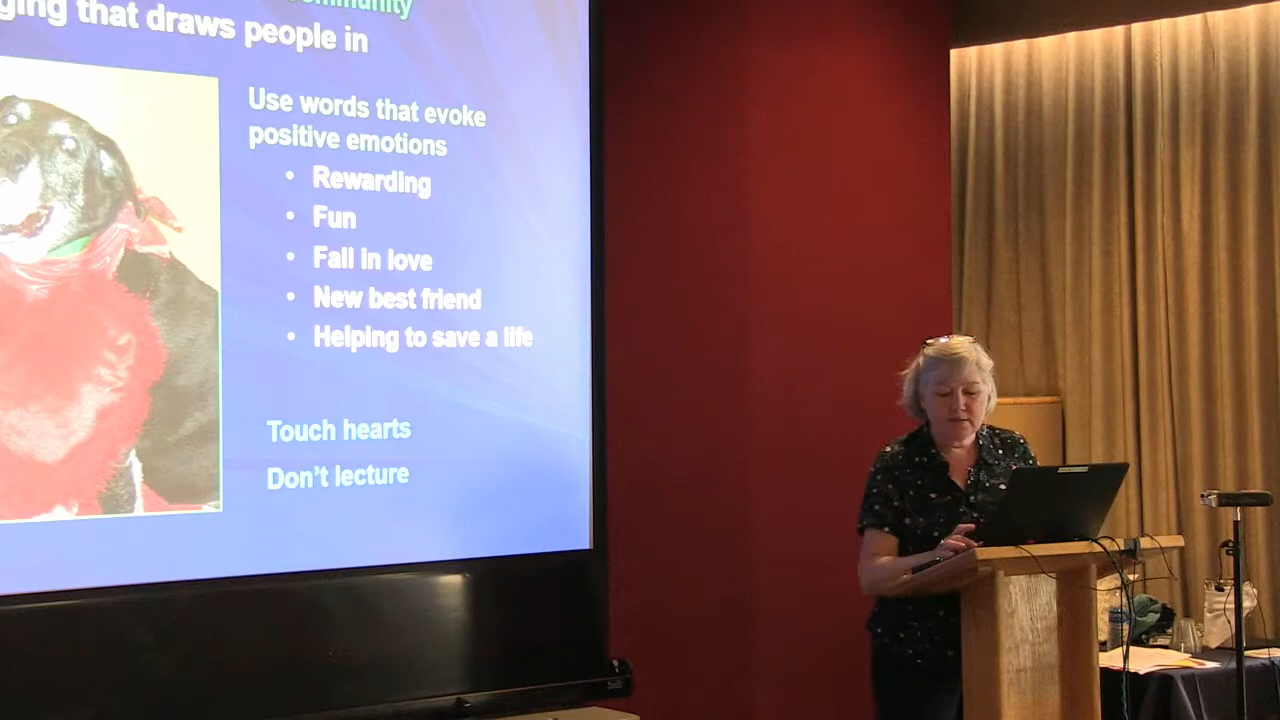 ommunity
ging that draws people in
Use words that evoke
positive emotions
• Rewarding
• Fun
• Fall in love
• New best friend
• Helping to save a life
Touch hearts
Don't lecture